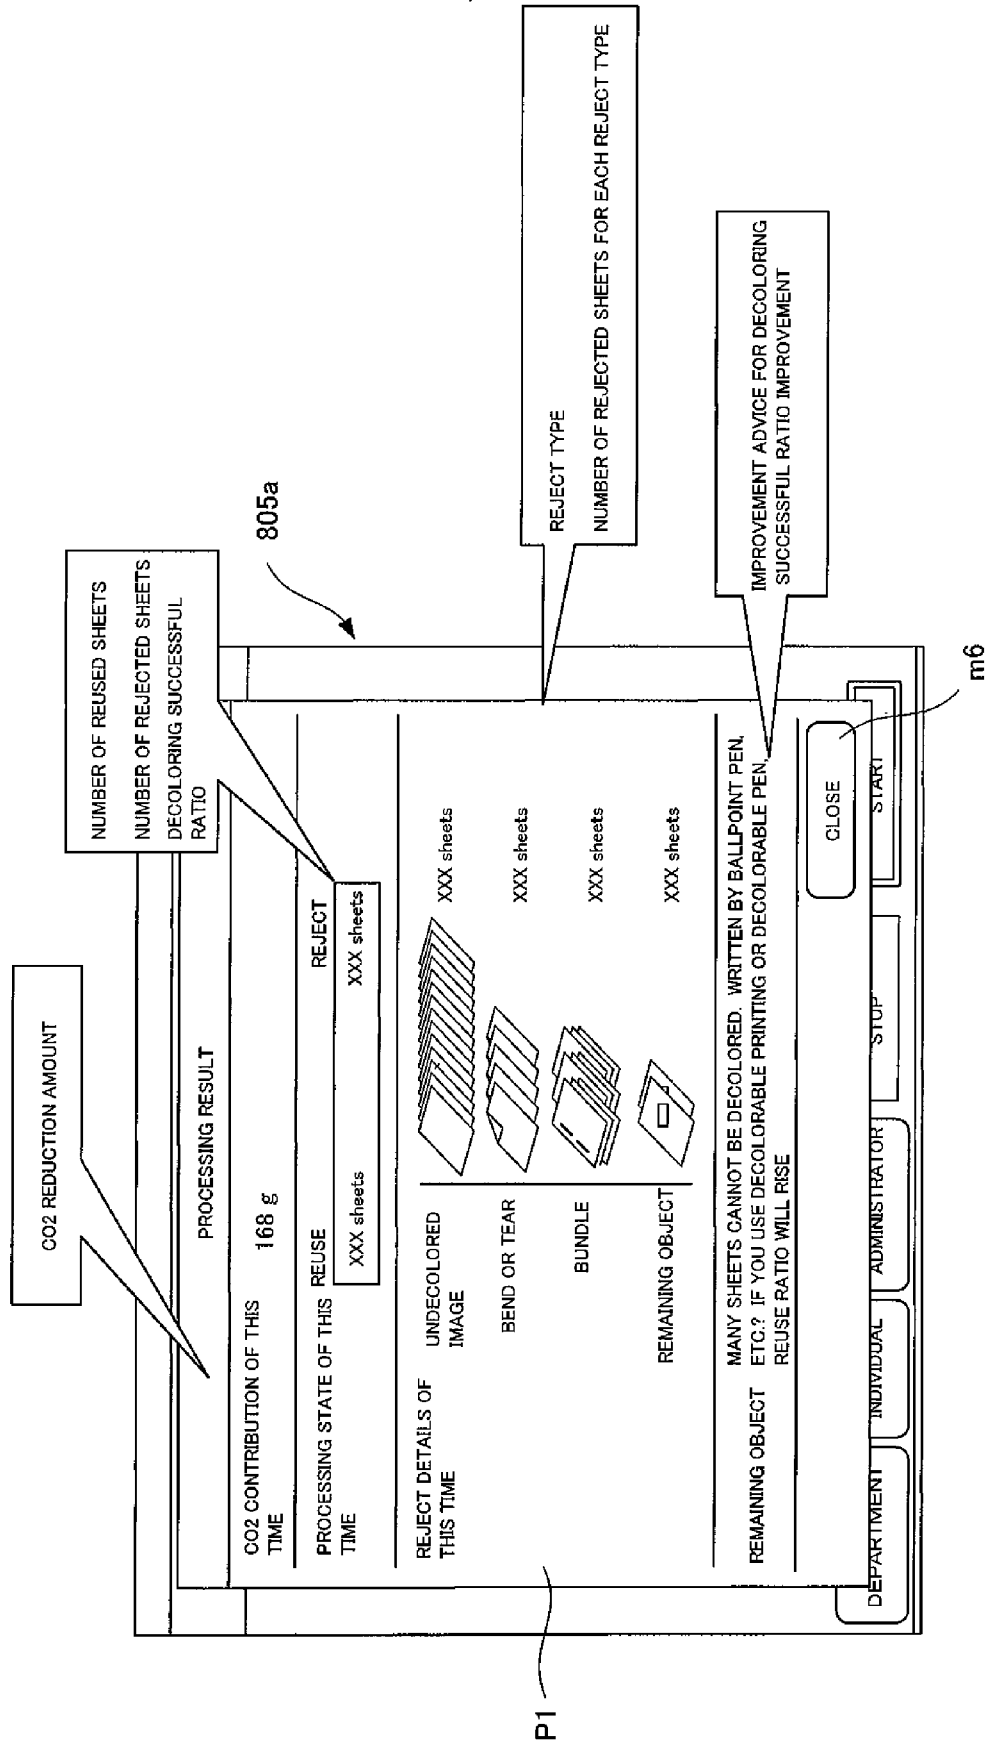 CO2 REDUCTION AMOUNT
NUMBER OF REUSED SHEETS
NUMBER OF REJECTED SHEETS
DECOLORING SUCCESSFUL
RATIO
805a
PROCESSING RESULT
CO2 CONTRIBUTION OF THIS
TIME
168 g
PROCESSING STATE OF THIS
TIME
REUSE
REJECT
XXX sheets
XXX sheets
REJECT TYPE
NUMBER OF REJECTED SHEETS FOR EACH REJECT TYPE
REJECT DETAILS OF
THIS TIME
UNDECOLORED
IMAGE
XXX sheets
BEND OR TEAR
XXX sheets
BUNDLE
XXX sheets
REMAINING OBJECT
XXX sheets
P1
IMPROVEMENT ADVICE FOR DECOLORING
SUCCESSFUL RATIO IMPROVEMENT
REMAINING OBJECT
MANY SHEETS CANNOT BE DECOLORED. WRITTEN BY BALLPOINT PEN,
ETC.? IF YOU USE DECOLORABLE PRINTING OR DECOLORABLE PEN,
REUSE RATIO WILL RISE
CLOSE
m6
DEPARTMENT
INDIVIDUAL
ADMINISTRATOR
STOP
START